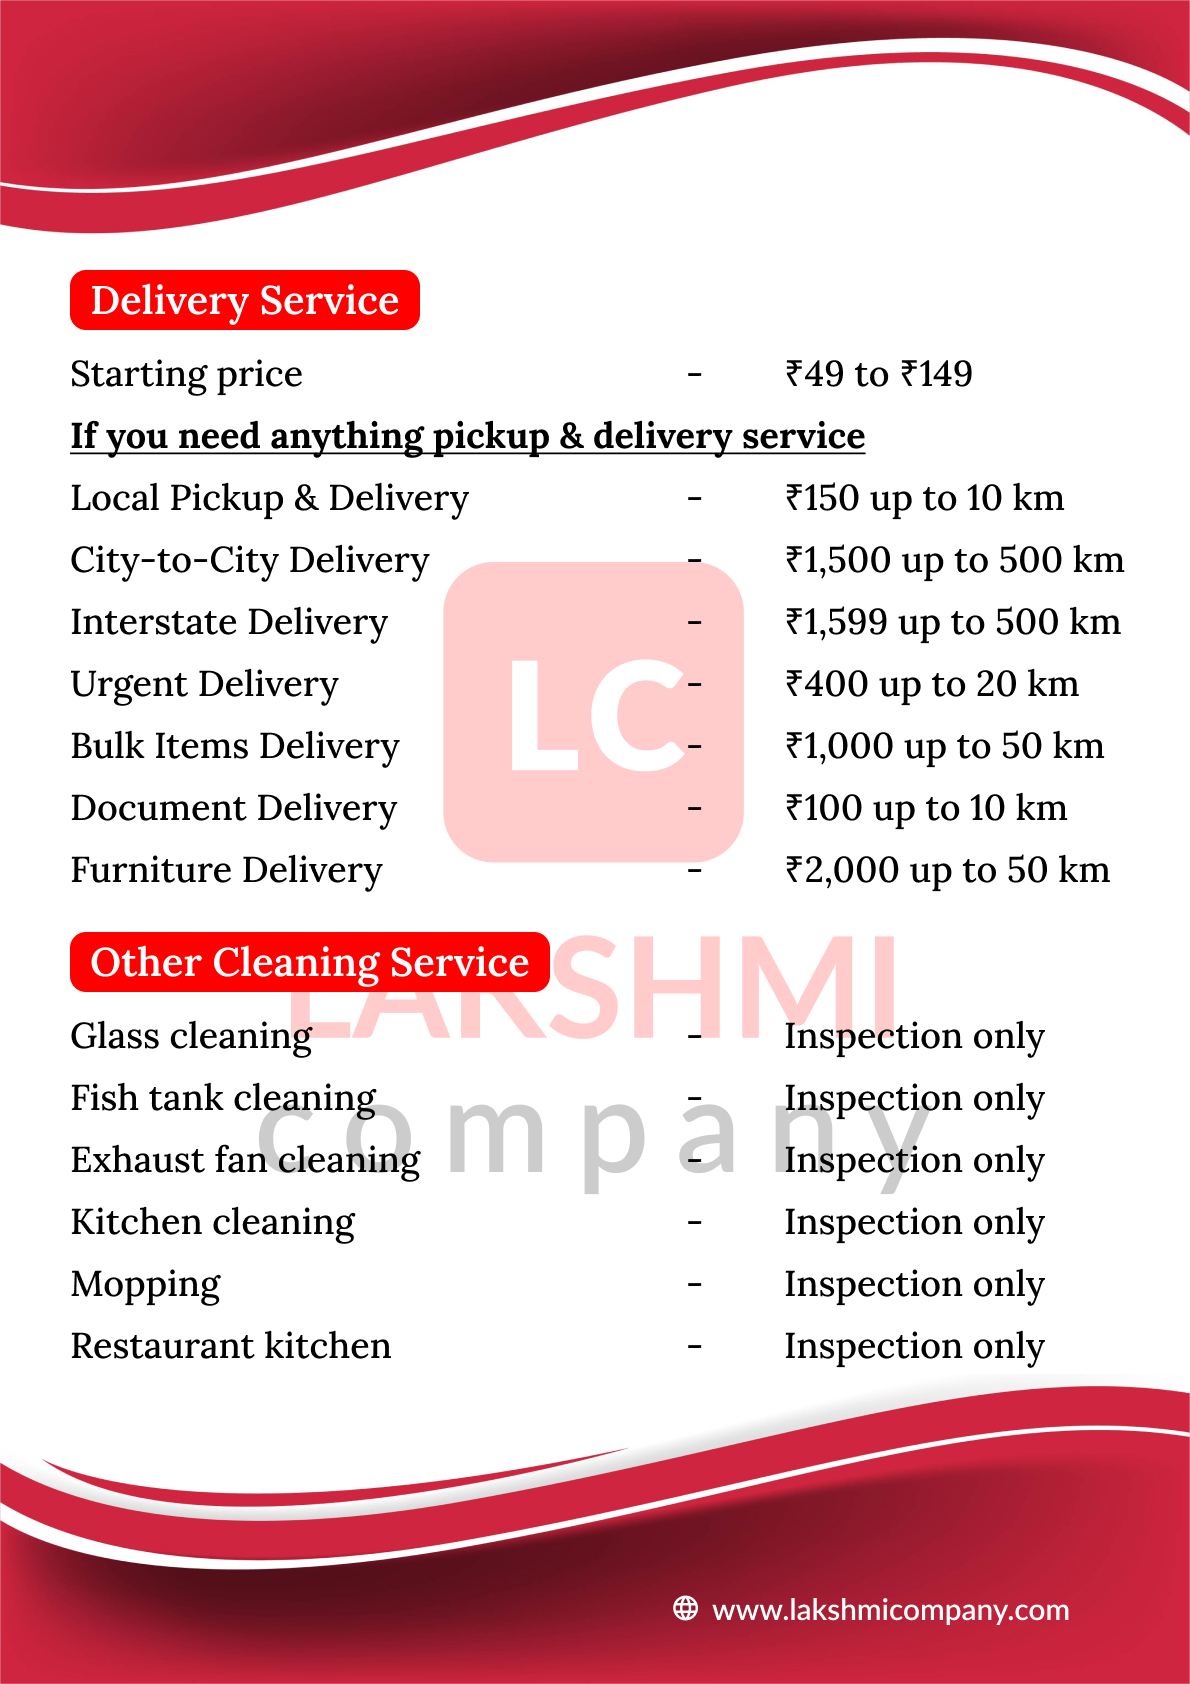 Delivery Service
Starting price - ₹49 to ₹149
If you need anything pickup & delivery service
Local Pickup & Delivery - ₹150 up to 10 km
City-to-City Delivery - ₹1,500 up to 500 km
Interstate Delivery - ₹1,599 up to 500 km
Urgent Delivery - ₹400 up to 20 km
LC
Bulk Items Delivery - ₹1,000 up to 50 km
Document Delivery - ₹100 up to 10 km
Furniture Delivery - ₹2,000 up to 50 km
Other Cleaning Service
LAKSHMI
Glass cleaning - Inspection only
Fish tank cleaning - Inspection only
company
Exhaust fan cleaning - Inspection only
Kitchen cleaning - Inspection only
Mopping - Inspection only
Restaurant kitchen - Inspection only
www.lakshmicompany.com